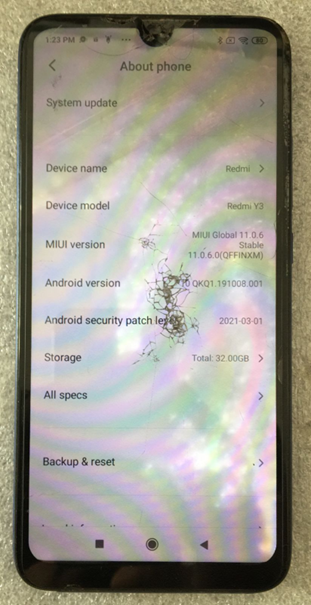 1:23 PM
About phone
System update
Device name Redmi
Device model Redmi Y3
MIUI version MIUI Global 11.0.6
Stable
11.0.6.0(QFFINXM)
Android version 10 QKQ1.191008.001
Android security patch level 2021-03-01
Storage Total: 32.00GB
All specs
Backup & reset